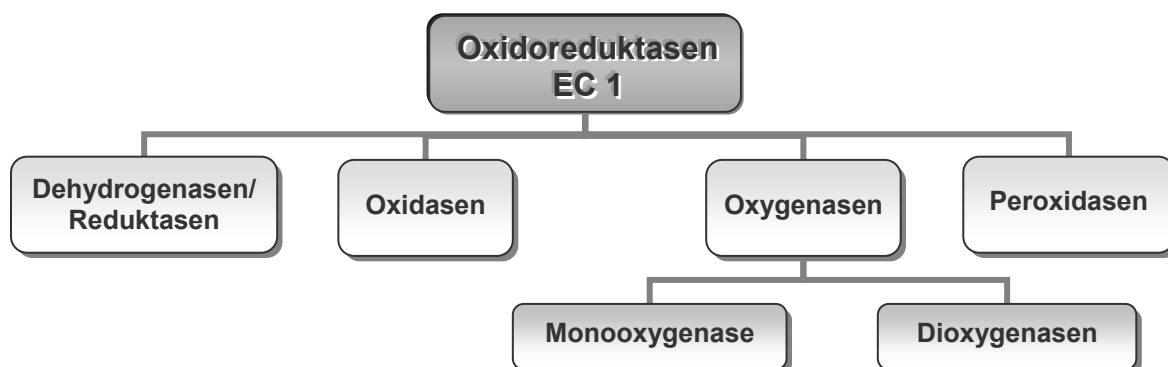 Oxidoreduktasen
EC 1
Dehydrogenasen/
Reduktasen
Oxidasen
Oxygenasen
Peroxidasen
Monooxygenase
Dioxygenasen